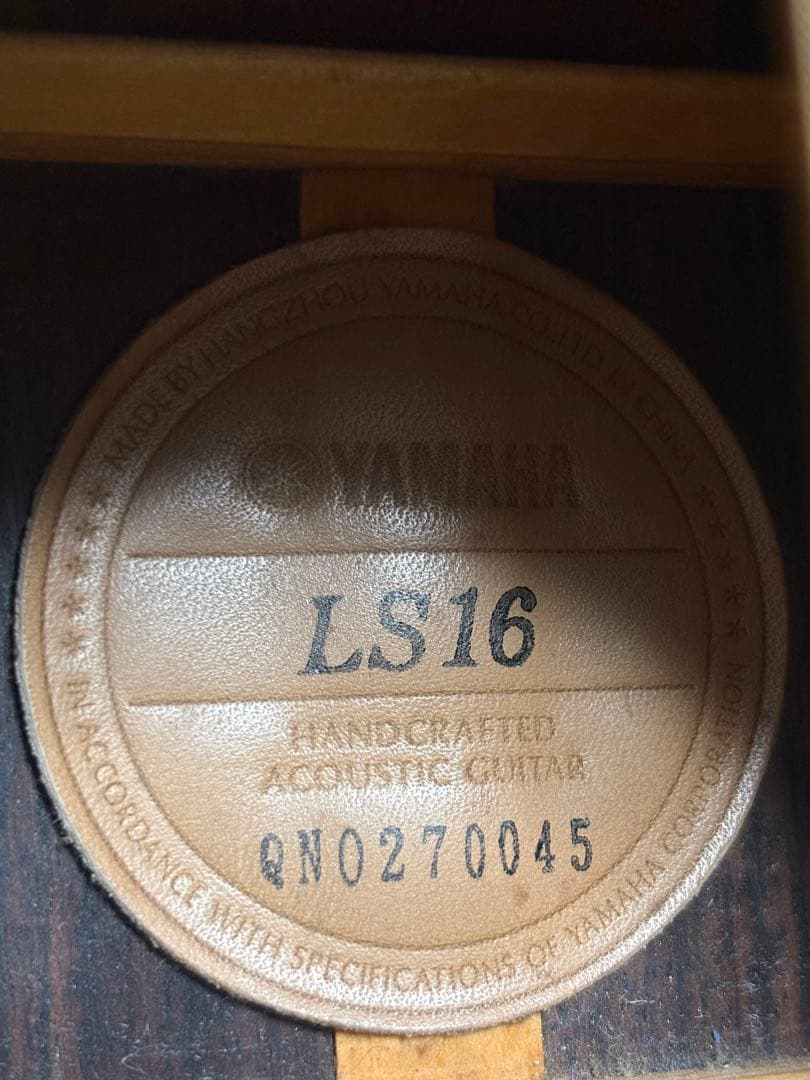 MADE BY HANGZHOU YAMAHA CO., LTD. IN CHINA
YAMAHA
LS16
HANDCRAFTED
ACOUSTIC GUITAR
QN0270045
IN ACCORDANCE WITH SPECIFICATIONS OF YAMAHA CORPORATION